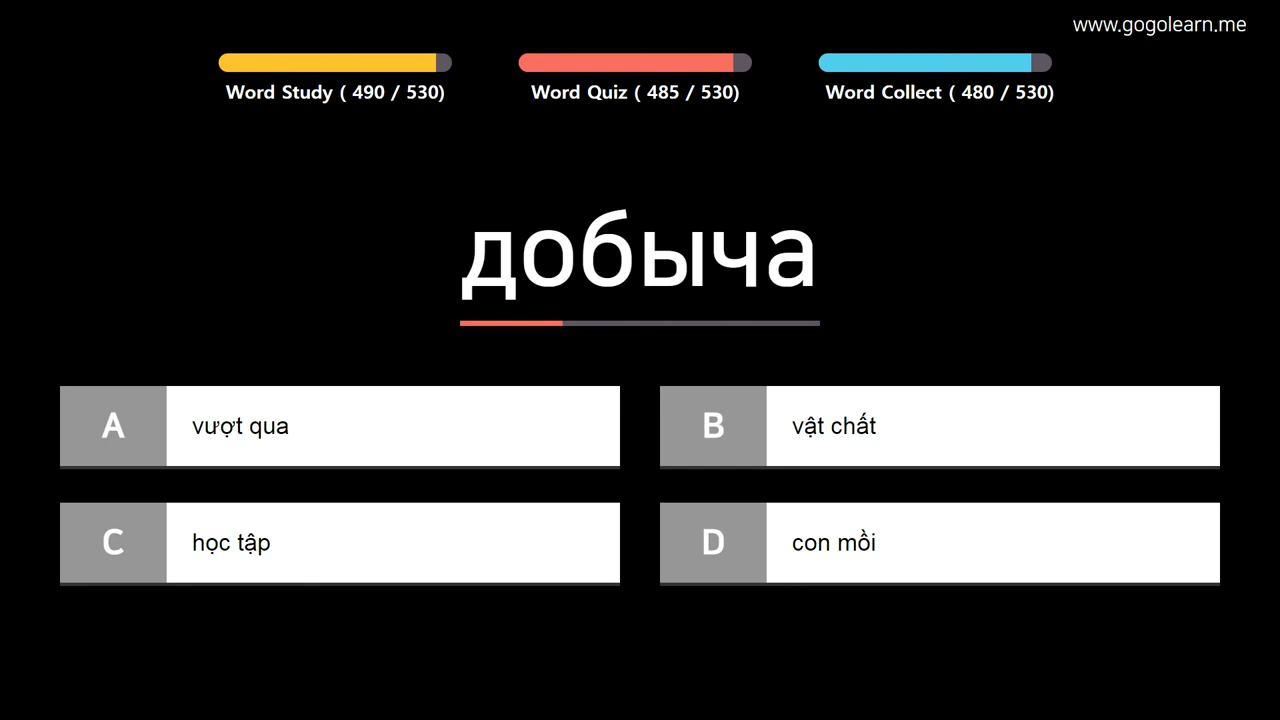 www.gogolearn.me
Word Study ( 490 / 530)
Word Quiz ( 485 / 530)
Word Collect ( 480 / 530)
добыча
A vượt qua
B vật chất
C học tập
D con mồi